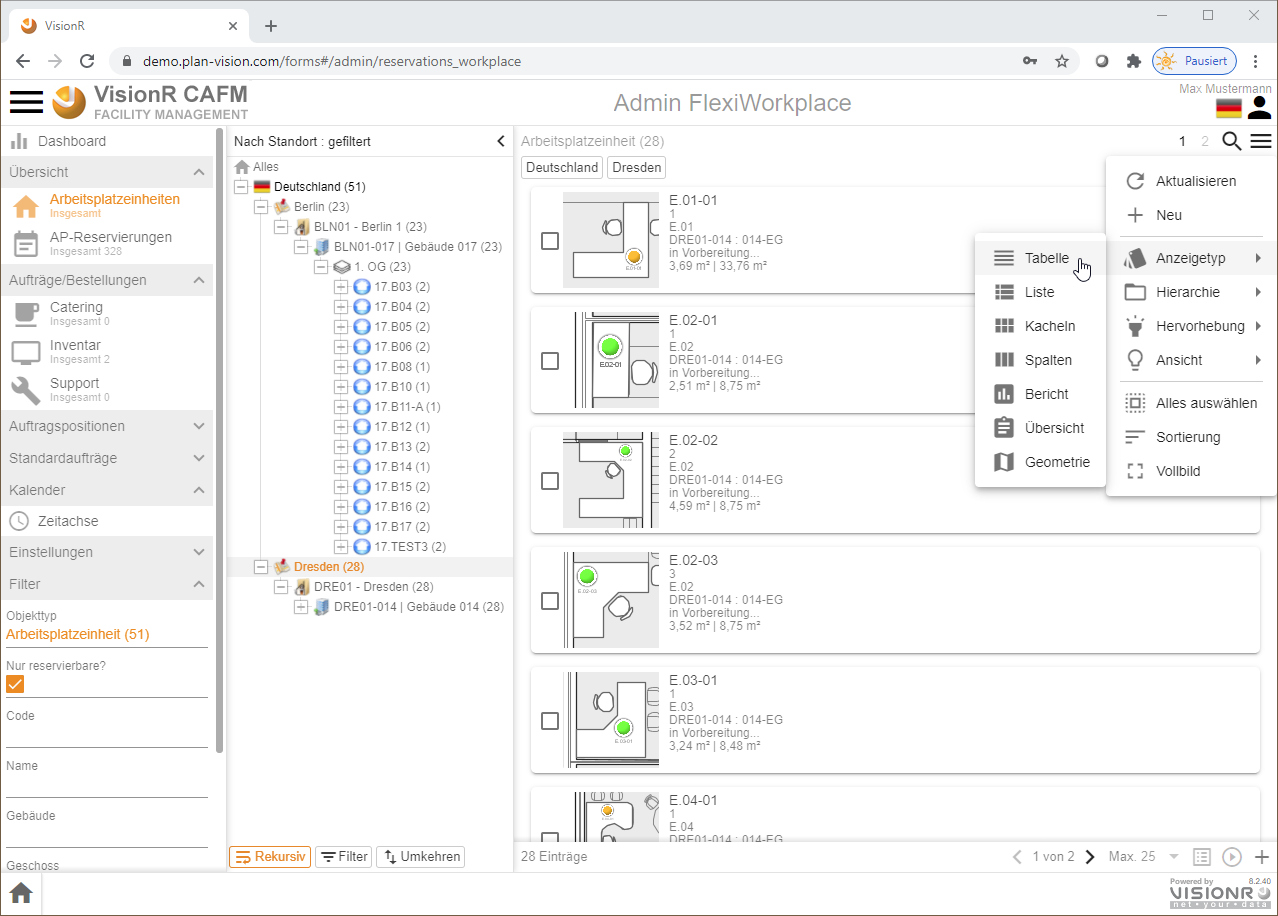 VisionR
demo.plan-vision.com/forms#/admin/reservations_workplace
Pausiert
VisionR CAFM
FACILITY MANAGEMENT
Admin FlexiWorkplace
Max Mustermann
Dashboard
Übersicht
Arbeitsplatzeinheiten
Insgesamt
AP-Reservierungen
Insgesamt 328
Aufträge/Bestellungen
Catering
Insgesamt 0
Inventar
Insgesamt 2
Support
Insgesamt 0
Auftragspositionen
Standardaufträge
Kalender
Zeitachse
Einstellungen
Filter
Objekttyp
Arbeitsplatzeinheit (51)
Nur reservierbare?
Code
Name
Gebäude
Geschoss
Nach Standort : gefiltert
Alles
Deutschland (51)
Berlin (23)
BLN01 - Berlin 1 (23)
BLN01-017 | Gebäude 017 (23)
1. OG (23)
17.B03 (2)
17.B04 (2)
17.B05 (2)
17.B06 (2)
17.B08 (1)
17.B10 (1)
17.B11-A (1)
17.B12 (1)
17.B13 (2)
17.B14 (1)
17.B15 (2)
17.B16 (2)
17.B17 (2)
17.TEST3 (2)
Dresden (28)
DRE01 - Dresden (28)
DRE01-014 | Gebäude 014 (28)
Rekursiv
Filter
Umkehren
Arbeitsplatzeinheit (28)
1 2
Deutschland
Dresden
E.01-01
E.01-01
1
E.01
DRE01-014 : 014-EG
in Vorbereitung...
3,69 m² | 33,76 m²
E.02-01
E.02-01
1
E.02
DRE01-014 : 014-EG
in Vorbereitung...
2,51 m² | 8,75 m²
E.02-02
2
E.02
DRE01-014 : 014-EG
in Vorbereitung...
4,59 m² | 8,75 m²
E.02-03
E.02-03
3
E.02
DRE01-014 : 014-EG
in Vorbereitung...
3,52 m² | 8,75 m²
E.03-01
E.03-01
1
E.03
DRE01-014 : 014-EG
in Vorbereitung...
3,24 m² | 8,48 m²
E.04-01
1
E.04
DRE01-014 : 014-EG
Tabelle
Liste
Kacheln
Spalten
Bericht
Übersicht
Geometrie
Aktualisieren
Neu
Anzeigetyp
Hierarchie
Hervorhebung
Ansicht
Alles auswählen
Sortierung
Vollbild
28 Einträge
1 von 2
Max. 25
Powered by 8.2.40
VISIONR
net • your • data